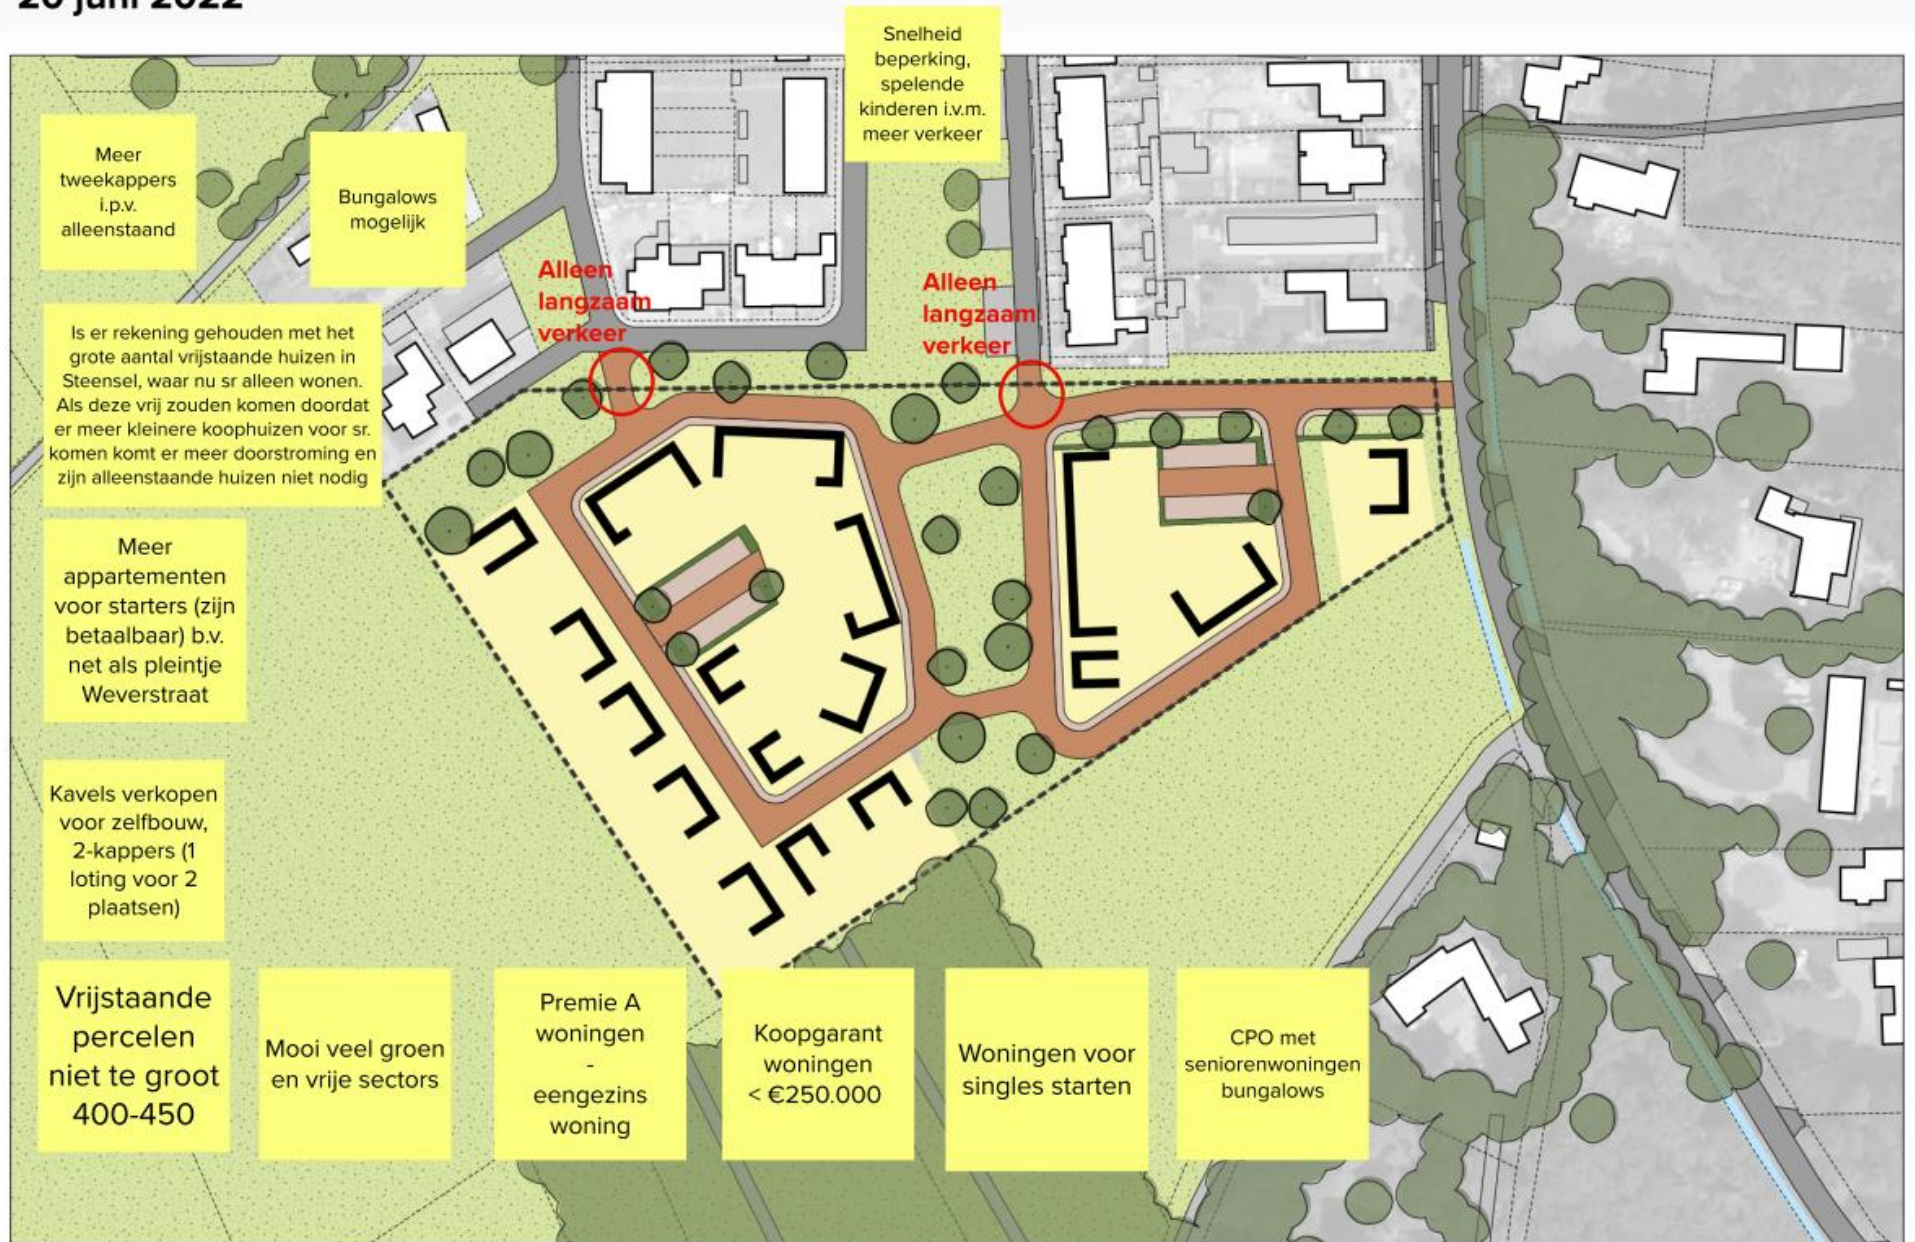 20 juni 2022
Snelheid
beperking,
spelende
kinderen i.v.m.
meer verkeer
Meer
tweekappers
i.p.v.
alleenstaand
Bungalows
mogelijk
Alleen
langzaam
verkeer
Alleen
langzaam
verkeer
Is er rekening gehouden met het
grote aantal vrijstaande huizen in
Steensel, waar nu sr alleen wonen.
Als deze vrij zouden komen doordat
er meer kleinere koophuizen voor sr.
komen komt er meer doorstroming en
zijn alleenstaande huizen niet nodig
Meer
appartementen
voor starters (zijn
betaalbaar) b.v.
net als pleintje
Weverstraat
Kavels verkopen
voor zelfbouw,
2-kappers (1
loting voor 2
plaatsen)
Vrijstaande
percelen
niet te groot
400-450
Mooi veel groen
en vrije sectors
Premie A
woningen
-
eengezins
woning
Koopgarant
woningen
< €250.000
Woningen voor
singles starten
CPO met
seniorenwoningen
bungalows